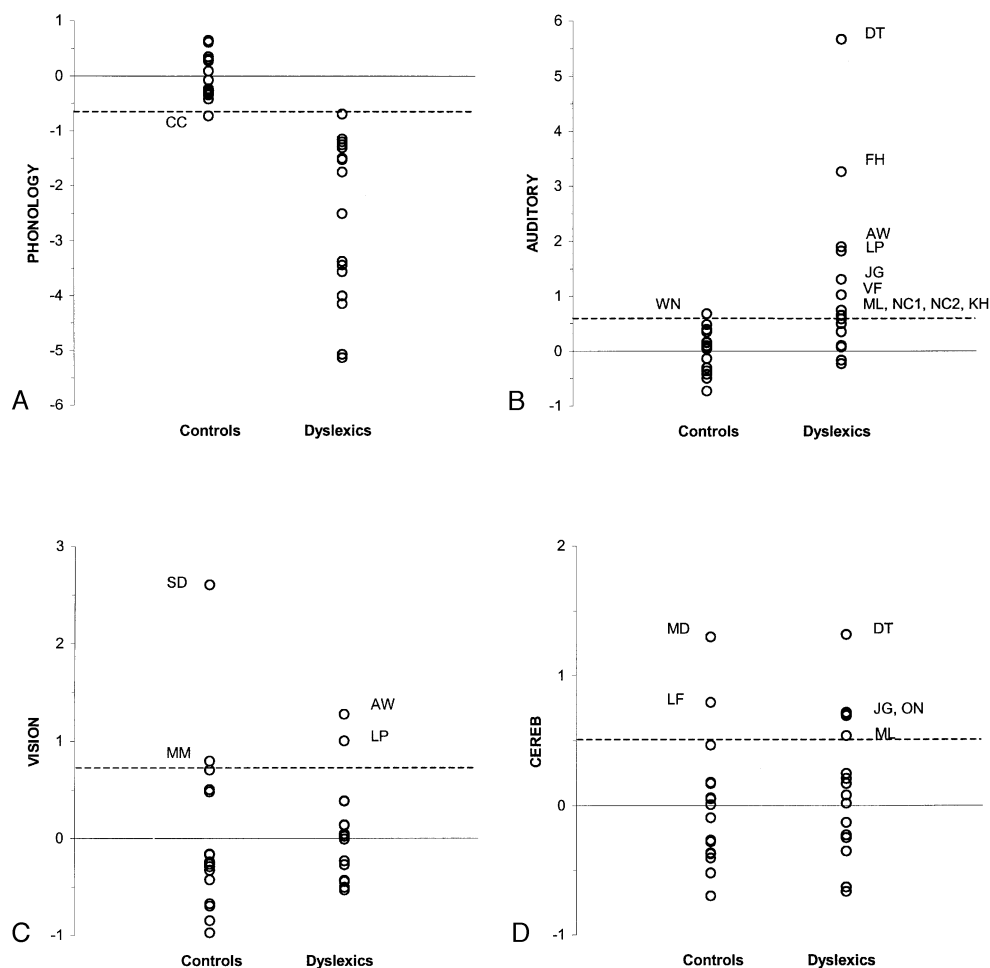 1
0
-1
-2
-3
-4
-5
-6
PHONOLOGY
CC
A
Controls Dyslexics
6
5
4
3
2
1
0
-1
AUDITORY
DT
FH
AW
LP
JG
VF
WN
ML, NC1, NC2, KH
B
Controls Dyslexics
3
2
1
0
-1
VISION
SD
AW
LP
MM
C
Controls Dyslexics
2
1
0
-1
CEREB
MD
DT
LF
JG, ON
ML
D
Controls Dyslexics